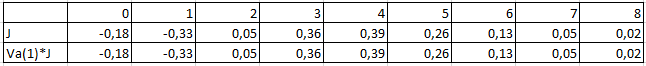 0 1 2 3 4 5 6 7 8
J -0,18 -0,33 0,05 0,36 0,39 0,26 0,13 0,05 0,02
Va(1)*J -0,18 -0,33 0,05 0,36 0,39 0,26 0,13 0,05 0,02